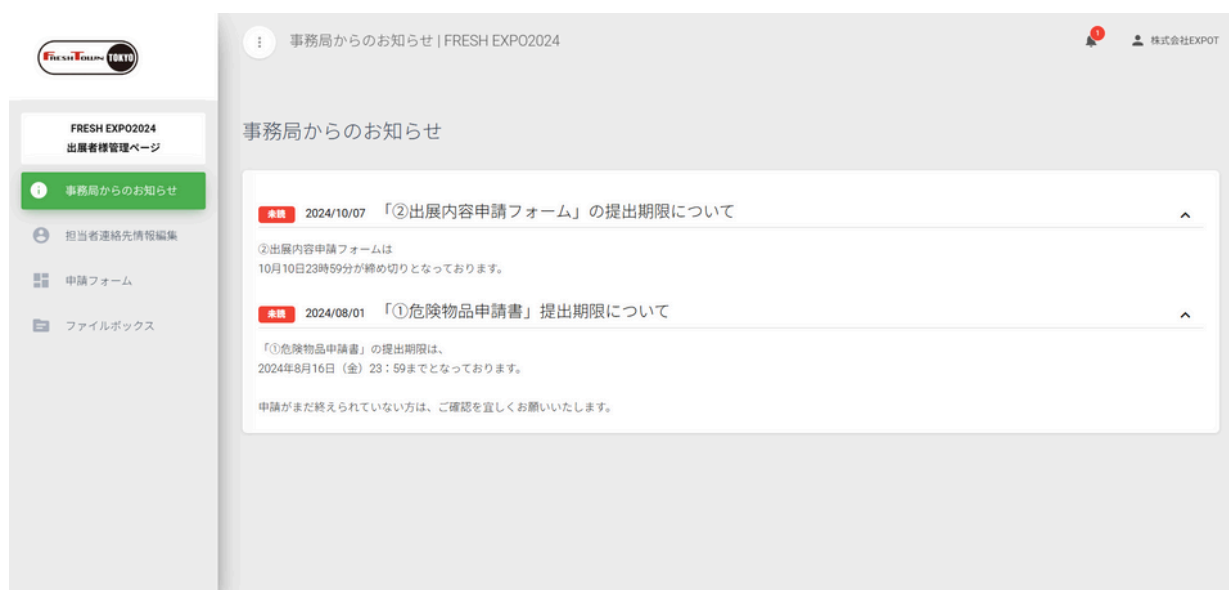 FRESH TOWN TOKYO
事務局からのお知らせ | FRESH EXPO2024
1
株式会社EXPOT
FRESH EXPO2024
出展者様管理ページ
事務局からのお知らせ
担当者連絡先情報編集
申請フォーム
ファイルボックス
事務局からのお知らせ
未読 2024/10/07 「②出展内容申請フォーム」の提出期限について
②出展内容申請フォームは
10月10日23時59分が締め切りとなっております。
未読 2024/08/01 「①危険物品申請書」提出期限について
「①危険物品申請書」の提出期限は、
2024年8月16日（金）23：59までとなっております。
申請がまだ終えられていない方は、ご確認を宜しくお願いいたします。